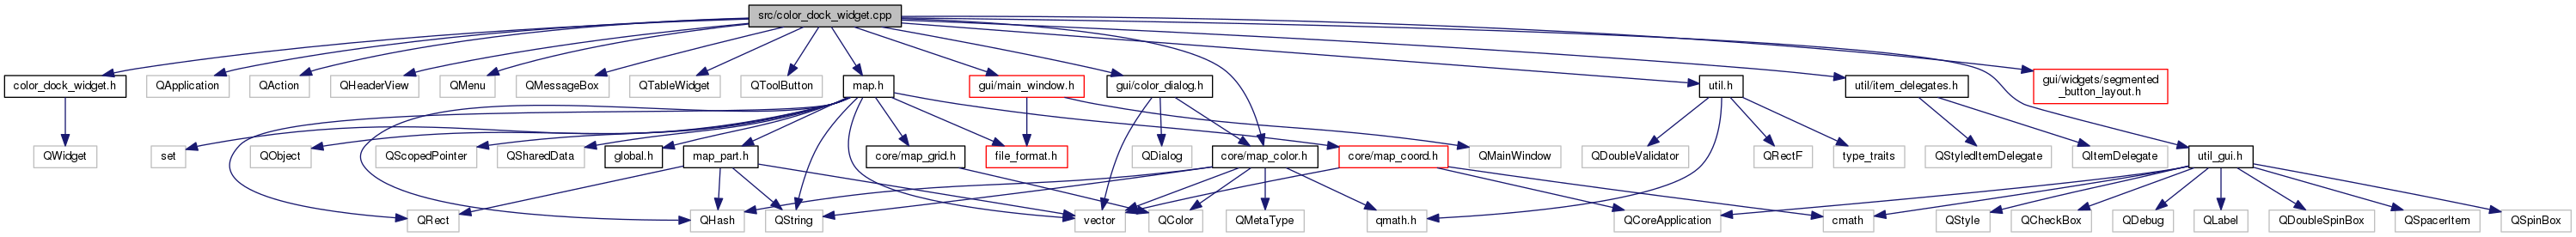 src/color_dock_widget.cpp
color_dock_widget.h
QApplication
QAction
QHeaderView
QMenu
QMessageBox
QTableWidget
QToolButton
map.h
gui/main_window.h
gui/color_dialog.h
util.h
util/item_delegates.h
gui/widgets/segmented
_button_layout.h
QWidget
set
QObject
QScopedPointer
QSharedData
global.h
map_part.h
core/map_grid.h
file_format.h
QDialog
core/map_color.h
core/map_coord.h
QMainWindow
QDoubleValidator
QRectF
type_traits
QStyledItemDelegate
QItemDelegate
util_gui.h
QRect
QHash
QString
vector
QColor
QMetaType
qmath.h
QCoreApplication
cmath
QStyle
QCheckBox
QDebug
QLabel
QDoubleSpinBox
QSpacerItem
QSpinBox